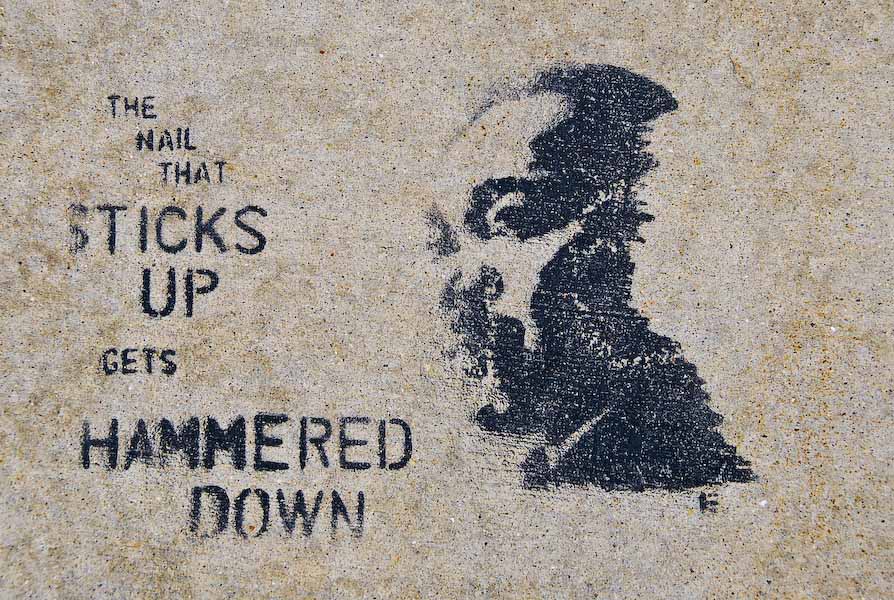 THE
NAIL
THAT
STICKS
UP
GETS
HAMMERED
DOWN
E